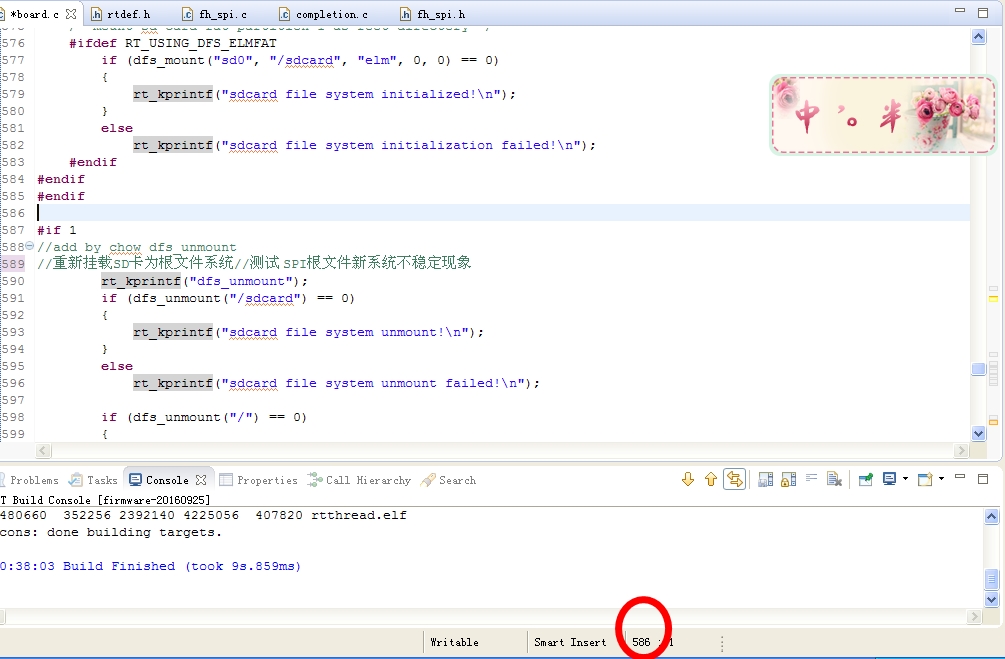 *board.c rtdef.h fh_spi.c completion.c fh_spi.h
576 #ifdef RT_USING_DFS_ELMFAT
577 if (dfs_mount("sd0", "/sdcard", "elm", 0, 0) == 0)
578 {
579 rt_kprintf("sdcard file system initialized!\n");
580 }
581 else
582 rt_kprintf("sdcard file system initialization failed!\n");
583 #endif
584 #endif
585 #endif
586
587 #if 1
588 //add by chow dfs_unmount
589 //重新挂载SD卡为根文件系统//测试 SPI根文件新系统不稳定现象
590 rt_kprintf("dfs_unmount");
591 if (dfs_unmount("/sdcard") == 0)
592 {
593 rt_kprintf("sdcard file system unmount!\n");
594 }
595 else
596 rt_kprintf("sdcard file system unmount failed!\n");
597
598 if (dfs_unmount("/") == 0)
599 {
中 ’。 半
Problems Tasks Console Properties Call Hierarchy Search
T Build Console [firmware-20160925]
480660 352256 2392140 4225056 407820 rtthread.elf
cons: done building targets.
0:38:03 Build Finished (took 9s.859ms)
Writable Smart Insert 586 : 1